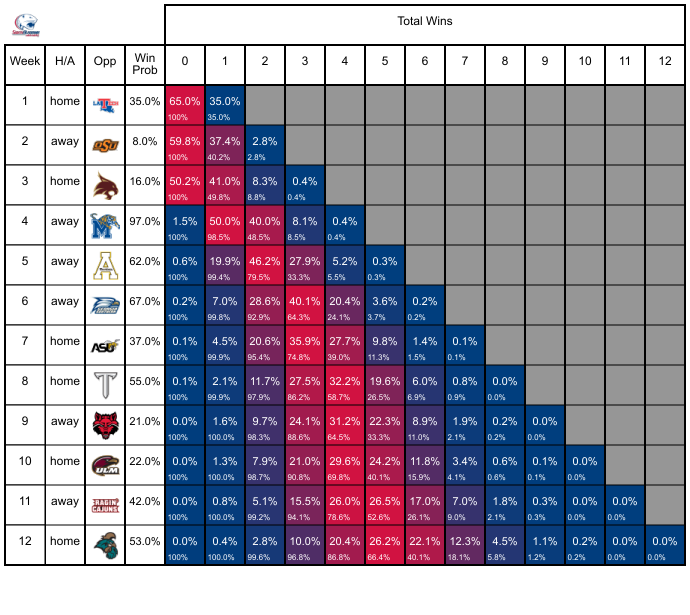 Total Wins
Week H/A Opp Win Prob 0 1 2 3 4 5 6 7 8 9 10 11 12
1 home LA TECH 35.0% 65.0% 35.0%
100% 35.0%
2 away OSU 8.0% 59.8% 37.4% 2.8%
100% 40.2% 2.8%
3 home 16.0% 50.2% 41.0% 8.3% 0.4%
100% 49.8% 8.8% 0.4%
4 away M 97.0% 1.5% 50.0% 40.0% 8.1% 0.4%
100% 98.5% 48.5% 8.5% 0.4%
5 away A 62.0% 0.6% 19.9% 46.2% 27.9% 5.2% 0.3%
100% 99.4% 79.5% 33.3% 5.5% 0.3%
6 away 67.0% 0.2% 7.0% 28.6% 40.1% 20.4% 3.6% 0.2%
100% 99.8% 92.9% 64.3% 24.1% 3.7% 0.2%
7 home ASU 37.0% 0.1% 4.5% 20.6% 35.9% 27.7% 9.8% 1.4% 0.1%
100% 99.9% 95.4% 74.8% 39.0% 11.3% 1.5% 0.1%
8 home T 55.0% 0.1% 2.1% 11.7% 27.5% 32.2% 19.6% 6.0% 0.8% 0.0%
100% 99.9% 97.9% 86.2% 58.7% 26.5% 6.9% 0.9% 0.0%
9 away 21.0% 0.0% 1.6% 9.7% 24.1% 31.2% 22.3% 8.9% 1.9% 0.2% 0.0%
100% 100.0% 98.3% 88.6% 64.5% 33.3% 11.0% 2.1% 0.2% 0.0%
10 home ULM 22.0% 0.0% 1.3% 7.9% 21.0% 29.6% 24.2% 11.8% 3.4% 0.6% 0.1% 0.0%
100% 100.0% 98.7% 90.8% 69.8% 40.1% 15.9% 4.1% 0.6% 0.1% 0.0%
11 away RAGIN CAJUNS 42.0% 0.0% 0.8% 5.1% 15.5% 26.0% 26.5% 17.0% 7.0% 1.8% 0.3% 0.0% 0.0%
100% 100.0% 99.2% 94.1% 78.6% 52.6% 26.1% 9.0% 2.1% 0.3% 0.0% 0.0%
12 home 53.0% 0.0% 0.4% 2.8% 10.0% 20.4% 26.2% 22.1% 12.3% 4.5% 1.1% 0.2% 0.0% 0.0%
100% 100.0% 99.6% 96.8% 86.8% 66.4% 40.1% 18.1% 5.8% 1.2% 0.2% 0.0% 0.0%